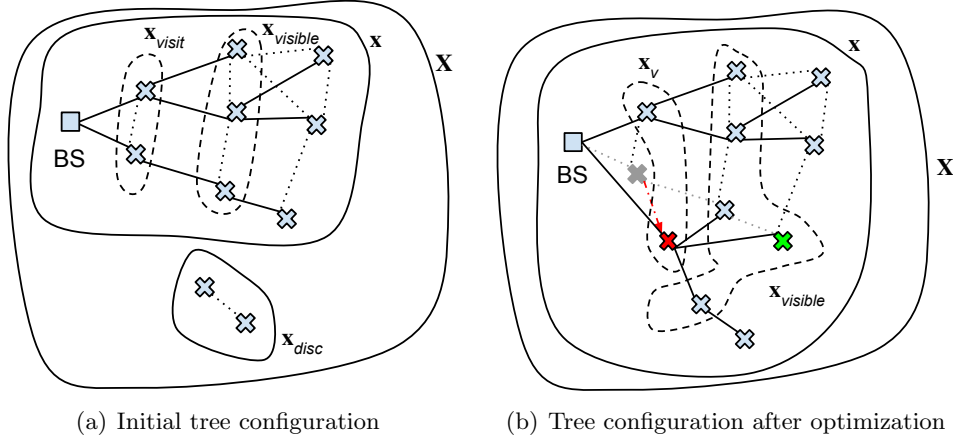 x_visit
x_visible
x
X
BS
x_disc
(a) Initial tree configuration
x
x_v
X
BS
x_visible
(b) Tree configuration after optimization